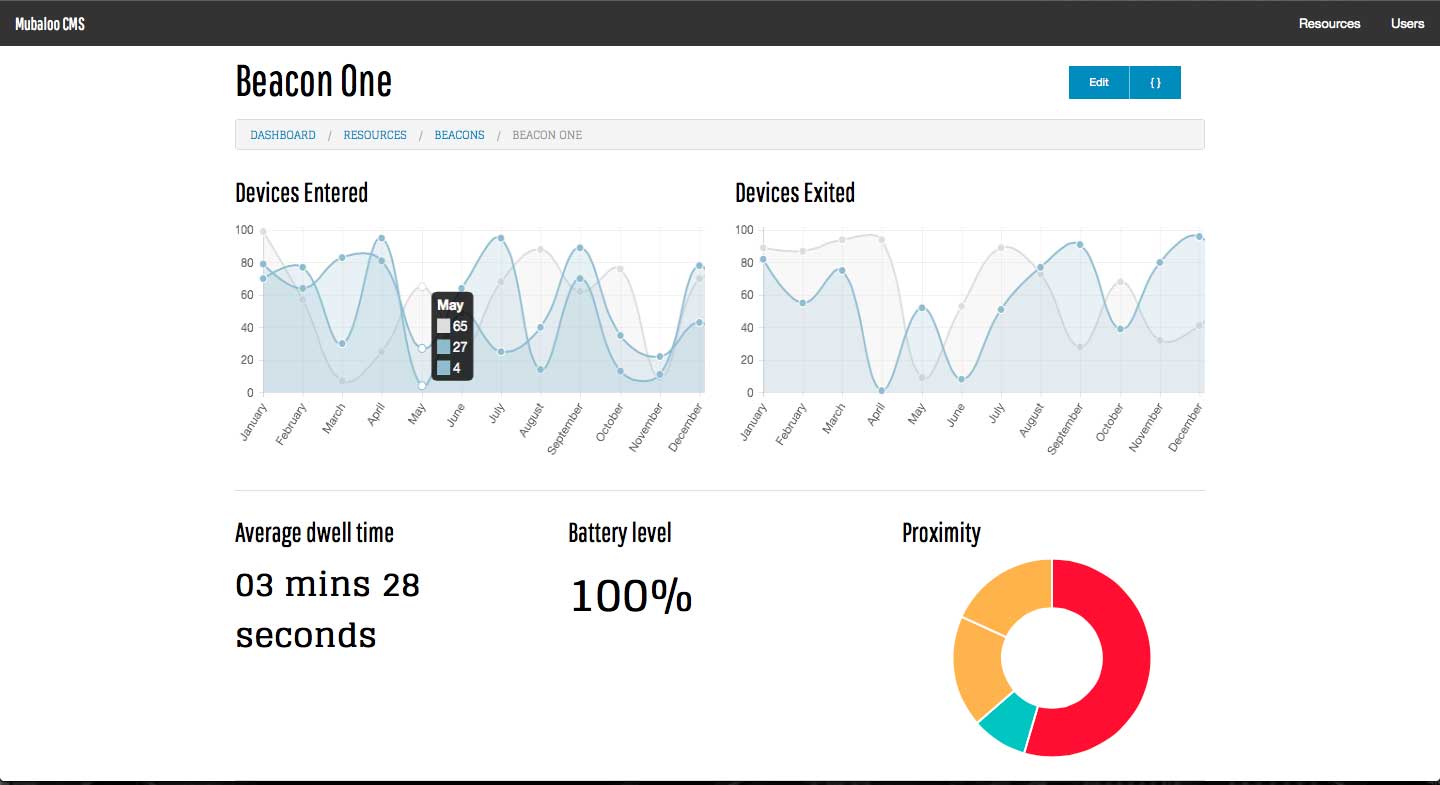 Mubaloo CMS
Resources
Users
Beacon One
Edit
{ }
DASHBOARD / RESOURCES / BEACONS / BEACON ONE
Devices Entered
100
80
60
40
20
0
January
February
March
April
May
June
July
August
September
October
November
December
May
65
27
4
Devices Exited
100
80
60
40
20
0
January
February
March
April
May
June
July
August
September
October
November
December
Average dwell time
03 mins 28
seconds
Battery level
100%
Proximity